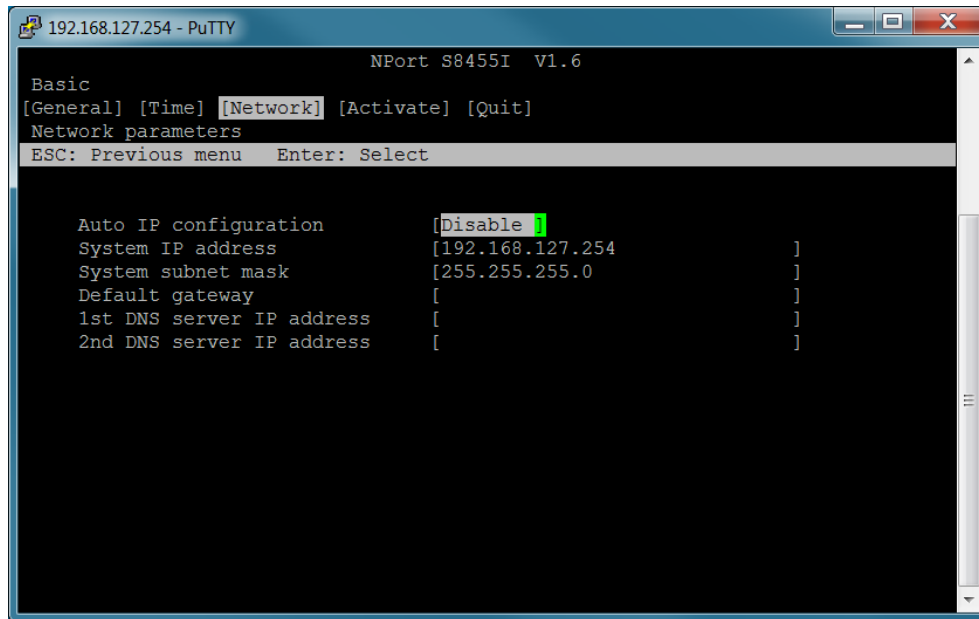 192.168.127.254 - PuTTY
NPort S8455I V1.6
Basic
[General] [Time] [Network] [Activate] [Quit]
Network parameters
ESC: Previous menu Enter: Select
Auto IP configuration [Disable ]
System IP address [192.168.127.254 ]
System subnet mask [255.255.255.0 ]
Default gateway [ ]
1st DNS server IP address [ ]
2nd DNS server IP address [ ]